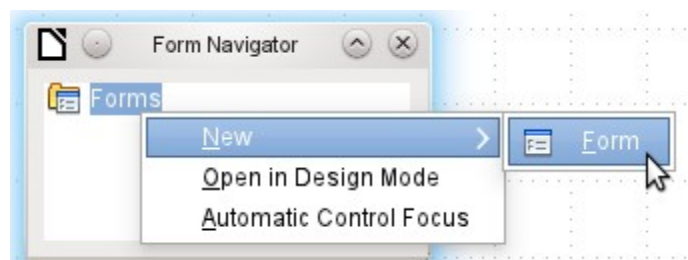 Form Navigator
Forms
New
Form
Open in Design Mode
Automatic Control Focus